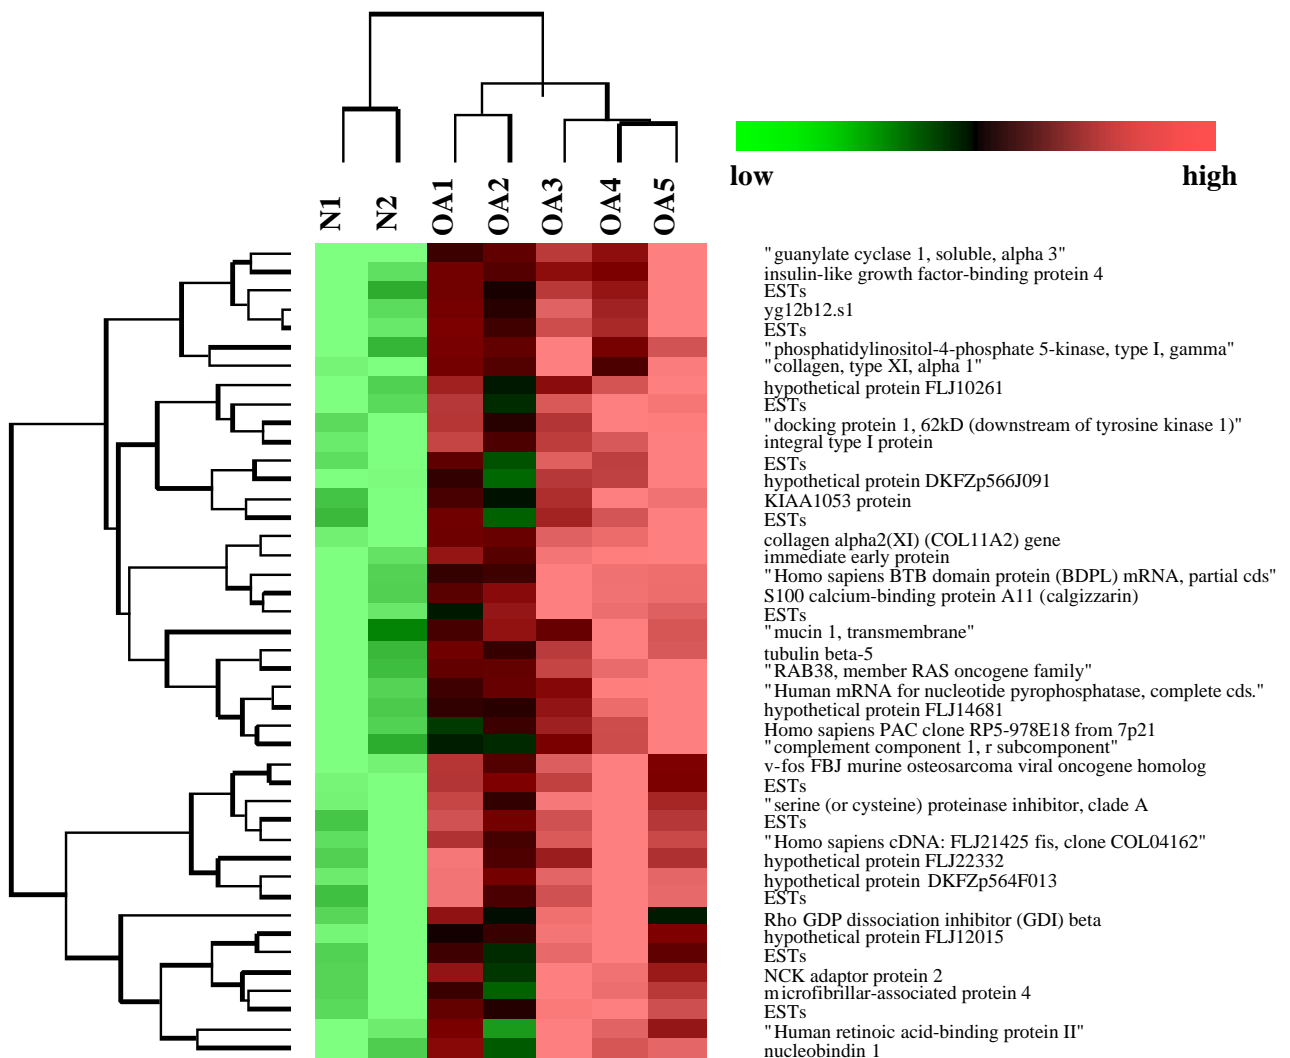 low
high
N1
N2
OA1
OA2
OA3
OA4
OA5
"guanylate cyclase 1, soluble, alpha 3"
insulin-like growth factor-binding protein 4
ESTs
yg12b12.s1
ESTs
"phosphatidylinositol-4-phosphate 5-kinase, type I, gamma"
"collagen, type XI, alpha 1"
hypothetical protein FLJ10261
ESTs
"docking protein 1, 62kD (downstream of tyrosine kinase 1)"
integral type I protein
ESTs
hypothetical protein DKFZp566J091
KIAA1053 protein
ESTs
collagen alpha2(XI) (COL11A2) gene
immediate early protein
"Homo sapiens BTB domain protein (BDPL) mRNA, partial cds"
S100 calcium-binding protein A11 (calgizzarin)
ESTs
"mucin 1, transmembrane"
tubulin beta-5
"RAB38, member RAS oncogene family"
"Human mRNA for nucleotide pyrophosphatase, complete cds."
hypothetical protein FLJ14681
Homo sapiens PAC clone RP5-978E18 from 7p21
"complement component 1, r subcomponent"
v-fos FBJ murine osteosarcoma viral oncogene homolog
ESTs
"serine (or cysteine) proteinase inhibitor, clade A
ESTs
"Homo sapiens cDNA: FLJ21425 fis, clone COL04162"
hypothetical protein FLJ22332
hypothetical protein DKFZp564F013
ESTs
Rho GDP dissociation inhibitor (GDI) beta
hypothetical protein FLJ12015
ESTs
NCK adaptor protein 2
microfibrillar-associated protein 4
ESTs
"Human retinoic acid-binding protein II"
nucleobindin 1